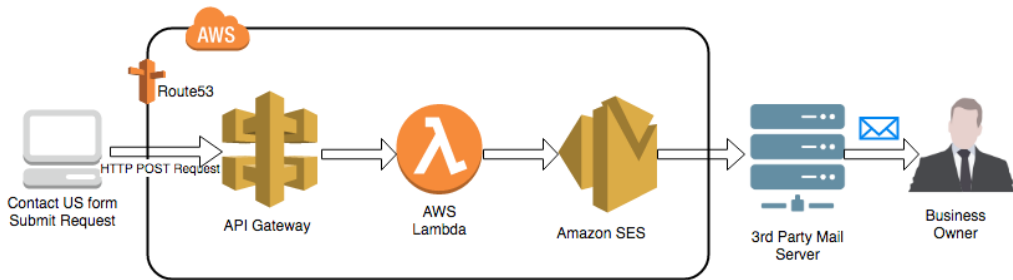 AWS
Route53
HTTP POST Request
Contact US form
Submit Request
API Gateway
AWS
Lambda
Amazon SES
3rd Party Mail
Server
Business
Owner